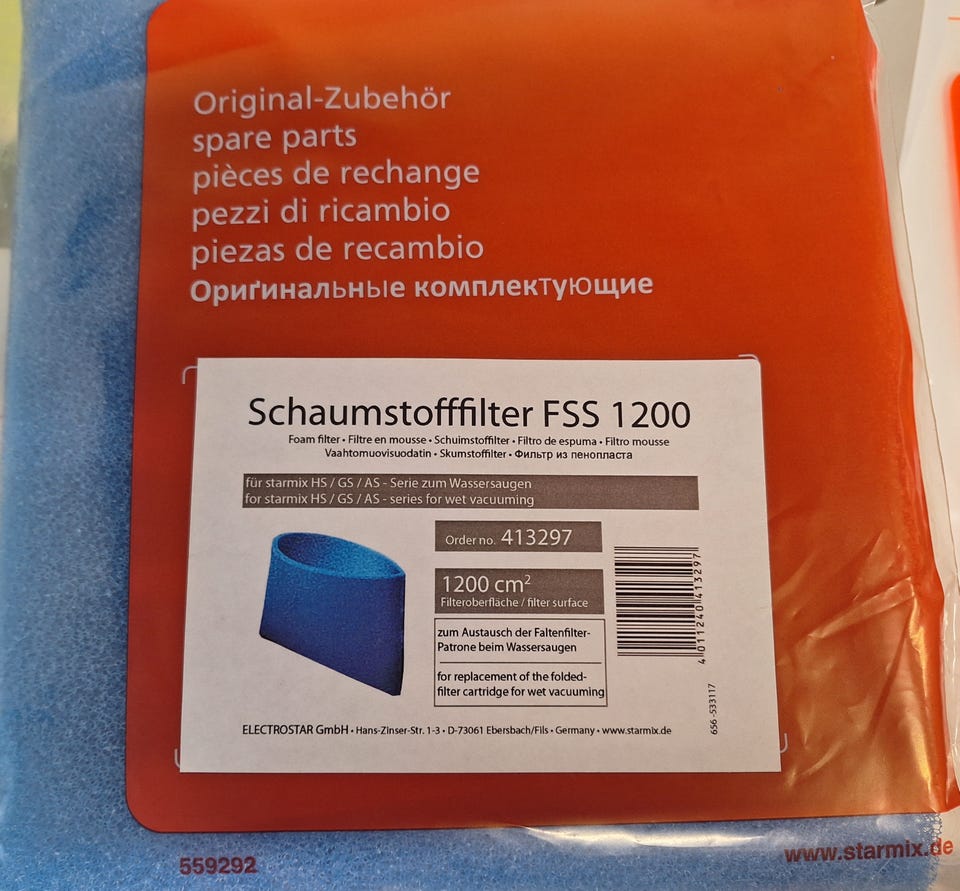 Original-Zubehör
spare parts
pièces de rechange
pezzi di ricambio
piezas de recambio
Ориґинальные комплектующие
Schaumstofffilter FSS 1200
Foam filter • Filtre en mousse • Schuimstoffilter • Filtro de espuma • Filtro mousse
Vaahtomuovisuodatin • Skumstoffilter • Фильтр из пенопласта
für starmix HS / GS / AS - Serie zum Wassersaugen
for starmix HS / GS / AS - series for wet vacuuming
Order no. 413297
1200 cm²
Filteroberfläche / filter surface
zum Austausch der Faltenfilter-
Patrone beim Wassersaugen
for replacement of the folded-
filter cartridge for wet vacuuming
4 011240 413297
656 -533117
ELECTROSTAR GmbH • Hans-Zinser-Str. 1-3 • D-73061 Ebersbach/Fils • Germany • www.starmix.de
559292
www.starmix.de